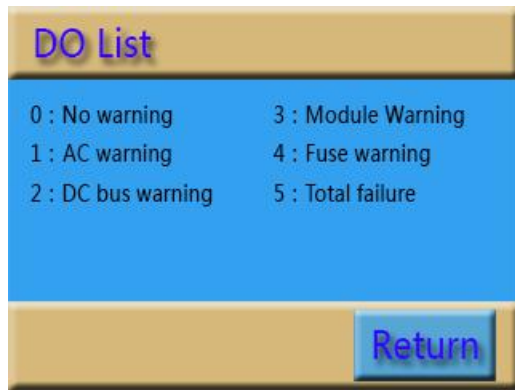 DO List
0 : No warning
1 : AC warning
2 : DC bus warning
3 : Module Warning
4 : Fuse warning
5 : Total failure
Return